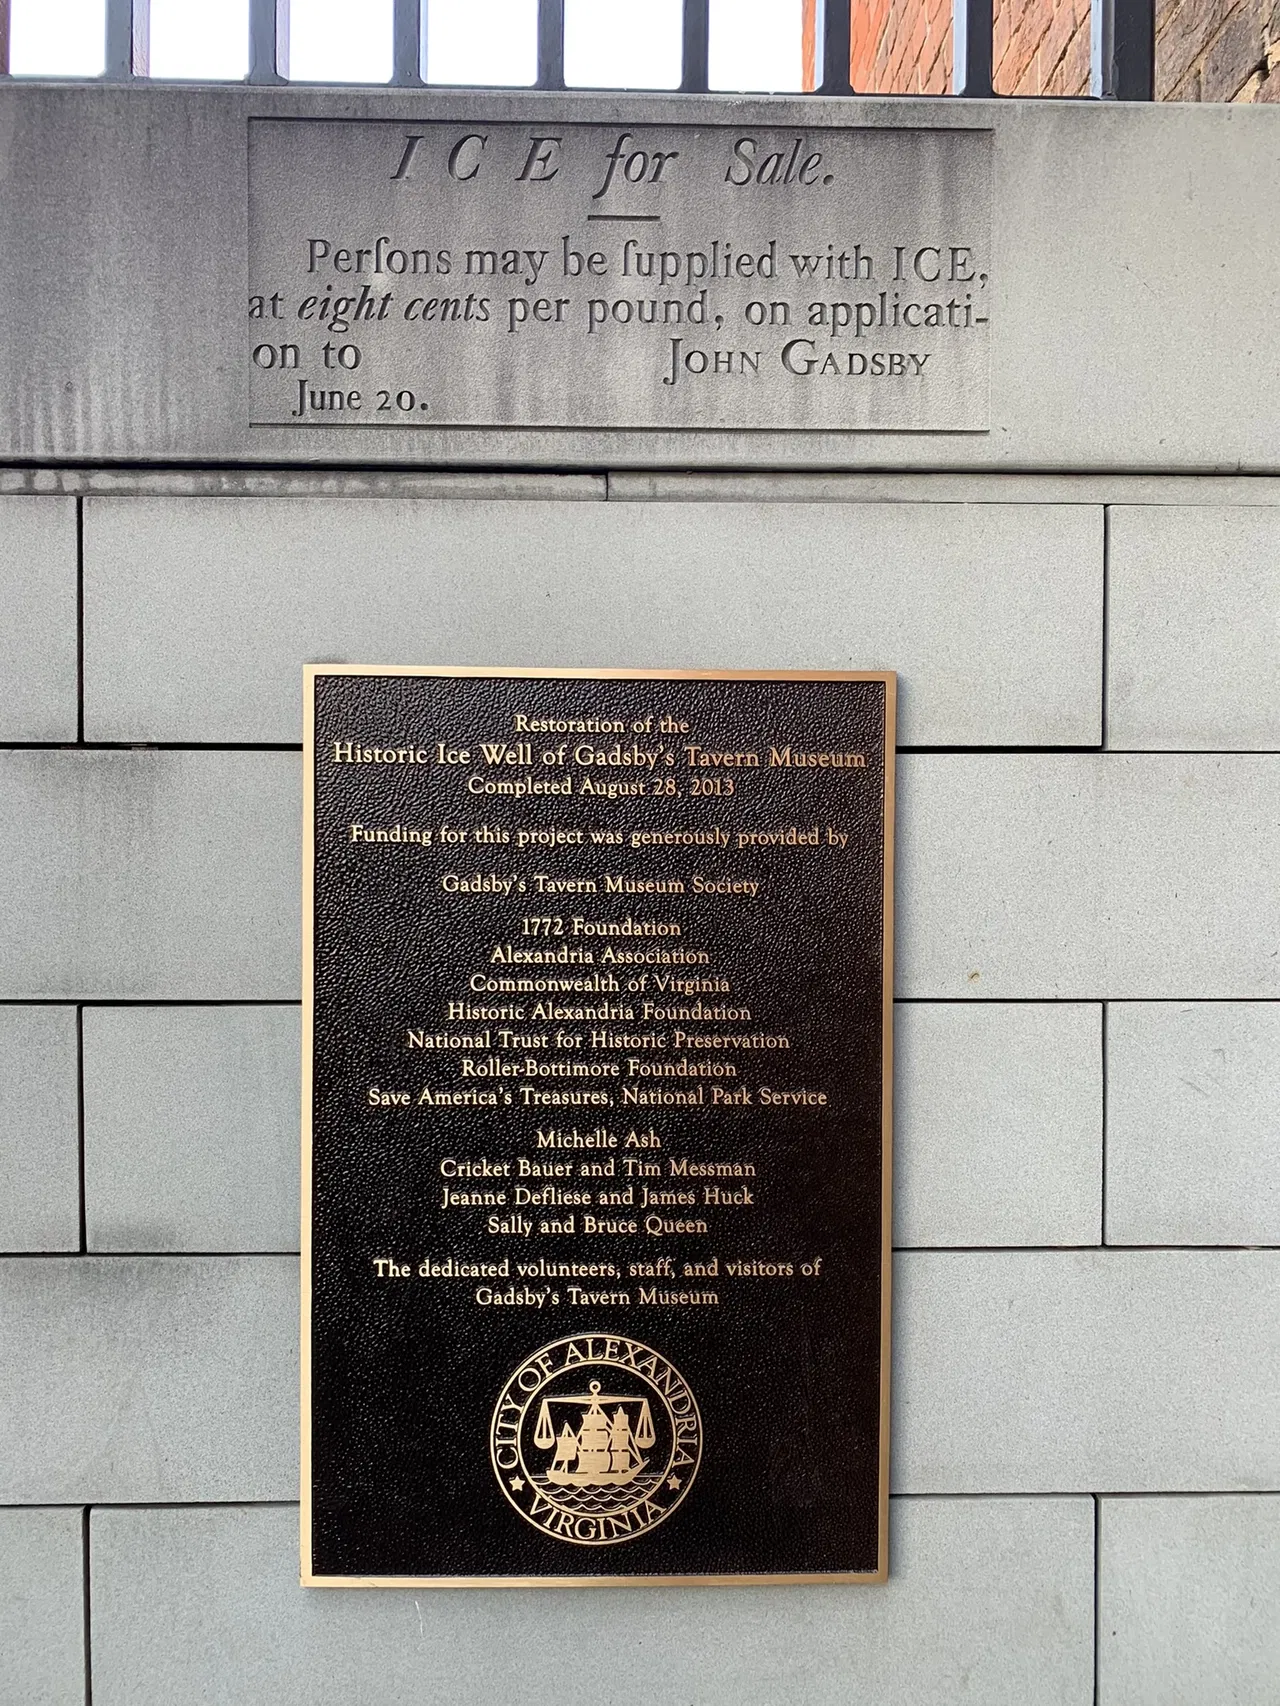 ICE for Sale.
Perſons may be ſupplied with ICE,
at eight cents per pound, on applicati-
on to JOHN GADSBY
June 20.
Restoration of the
Historic Ice Well of Gadsby's Tavern Museum
Completed August 28, 2013
Funding for this project was generously provided by
Gadsby's Tavern Museum Society
1772 Foundation
Alexandria Association
Commonwealth of Virginia
Historic Alexandria Foundation
National Trust for Historic Preservation
Roller-Bottimore Foundation
Save America's Treasures, National Park Service
Michelle Ash
Cricket Bauer and Tim Messman
Jeanne Defliese and James Huck
Sally and Bruce Queen
The dedicated volunteers, staff, and visitors of
Gadsby's Tavern Museum
CITY OF ALEXANDRIA
VIRGINIA